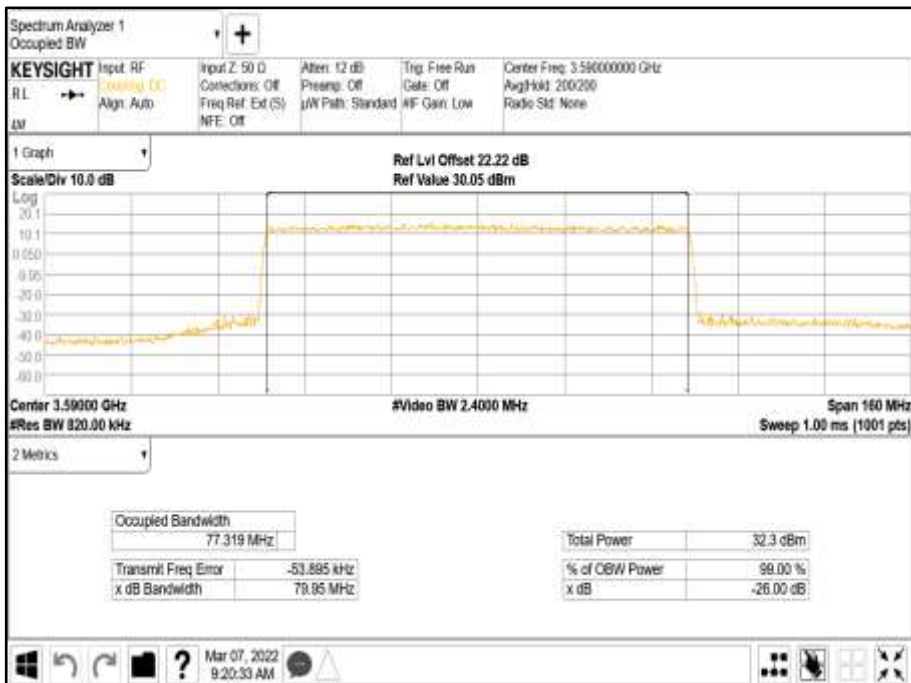 Spectrum Analyzer 1
Occupied BW
KEYSIGHT
RL
Input: RF
Coupling: DC
Align: Auto
Input Z: 50 Ω
Corrections: Off
Freq Ref: Ext (S)
NFE: Off
Atten: 12 dB
Preamp: Off
µW Path: Standard
Trig: Free Run
Gate: Off
#IF Gain: Low
Center Freq: 3.590000000 GHz
Avg|Hold: 200/200
Radio Std: None
1 Graph
Scale/Div 10.0 dB
Ref Lvl Offset 22.22 dB
Ref Value 30.05 dBm
Log
20.1
10.1
0.050
-9.95
-20.0
-30.0
-40.0
-50.0
-60.0
Center 3.59000 GHz
#Res BW 820.00 kHz
#Video BW 2.4000 MHz
Span 160 MHz
Sweep 1.00 ms (1001 pts)
2 Metrics
Occupied Bandwidth
77.319 MHz
Transmit Freq Error -53.895 kHz
x dB Bandwidth 79.95 MHz
Total Power 32.3 dBm
% of OBW Power 99.00 %
x dB -26.00 dB
?
Mar 07, 2022
9:20:33 AM